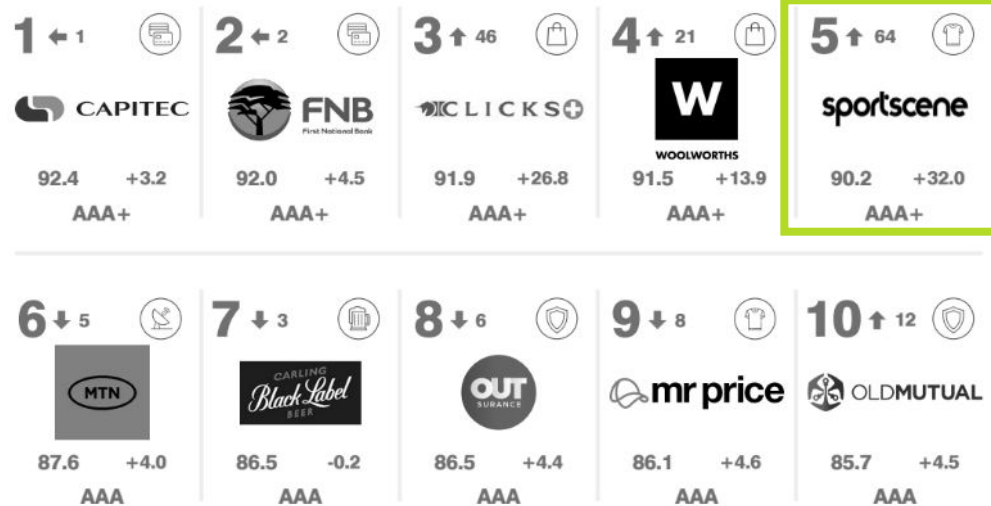 1 ← 1
CAPITEC
92.4 +3.2
AAA+
2 ← 2
FNB
First National Bank
92.0 +4.5
AAA+
3 ↑ 46
CLICKS+
91.9 +26.8
AAA+
4 ↑ 21
W
WOOLWORTHS
91.5 +13.9
AAA+
5 ↑ 64
sportscene
90.2 +32.0
AAA+
6 ↓ 5
MTN
87.6 +4.0
AAA
7 ↓ 3
CARLING
Black Label
BEER
86.5 -0.2
AAA
8 ↓ 6
OUT
SURANCE
86.5 +4.4
AAA
9 ↓ 8
mr price
86.1 +4.6
AAA
10 ↑ 12
OLDMUTUAL
85.7 +4.5
AAA